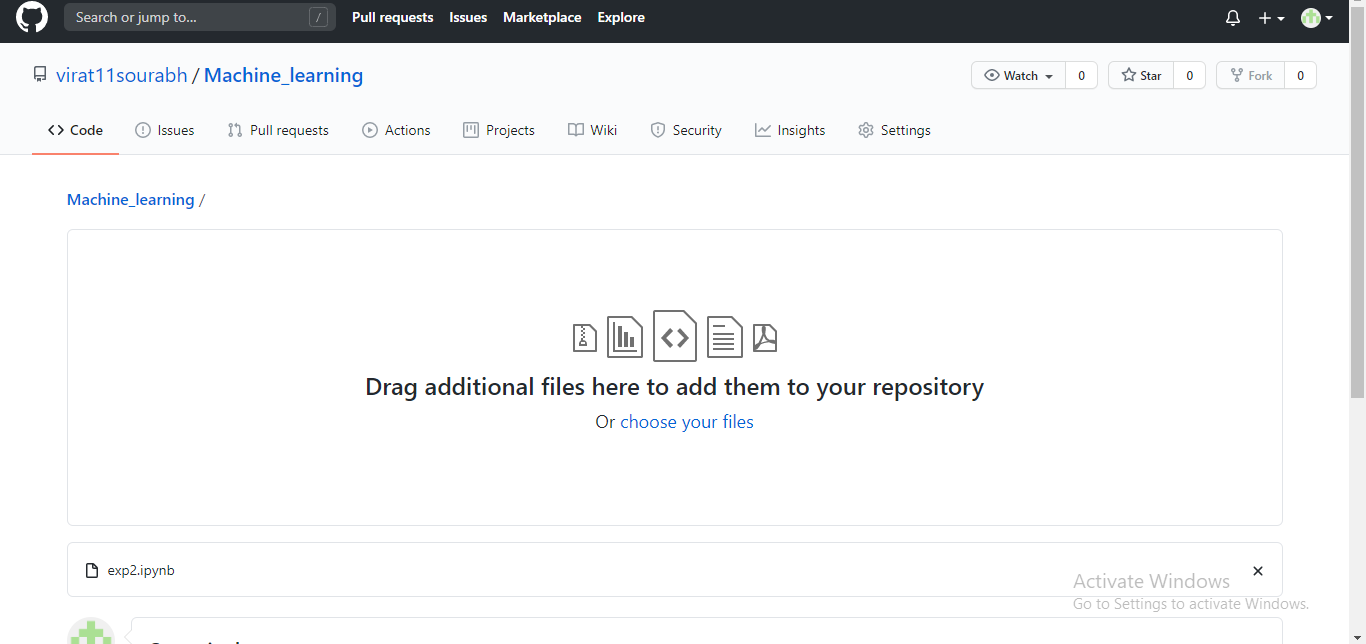 Search or jump to... / Pull requests Issues Marketplace Explore
virat11sourabh / Machine_learning Watch 0 Star 0 Fork 0
Code Issues Pull requests Actions Projects Wiki Security Insights Settings
Machine_learning /
Drag additional files here to add them to your repository
Or choose your files
exp2.ipynb
Activate Windows
Go to Settings to activate Windows.